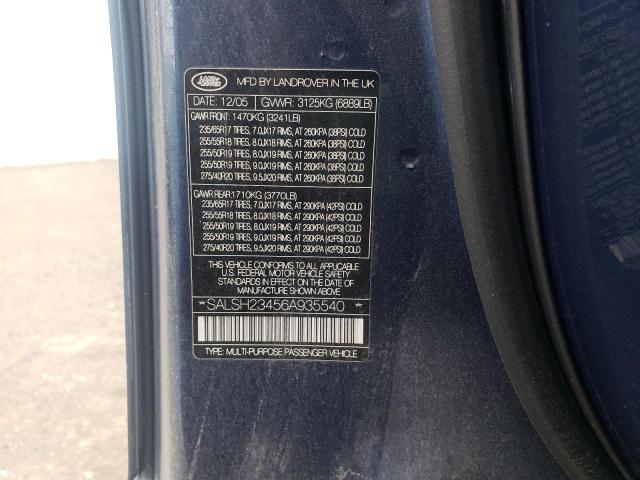 LAND ROVER
MFD BY LANDROVER IN THE UK
DATE: 12/05 GVWR: 3125KG (6889LB)
GAWR FRONT: 1470KG (3241LB)
235/65R17 TIRES, 7.0JX17 RIMS, AT 260KPA (38PSI) COLD
255/55R18 TIRES, 8.0JX18 RIMS, AT 260KPA (38PSI) COLD
255/50R19 TIRES, 8.0JX19 RIMS, AT 260KPA (38PSI) COLD
255/50R19 TIRES, 9.0JX19 RIMS, AT 260KPA (38PSI) COLD
275/40R20 TIRES, 9.5JX20 RIMS, AT 260KPA (38PSI) COLD
GAWR REAR: 1710KG (3770LB)
235/65R17 TIRES, 7.0JX17 RIMS, AT 290KPA (42PSI) COLD
255/55R18 TIRES, 8.0JX18 RIMS, AT 290KPA (42PSI) COLD
255/50R19 TIRES, 8.0JX19 RIMS, AT 290KPA (42PSI) COLD
255/50R19 TIRES, 9.0JX19 RIMS, AT 290KPA (42PSI) COLD
275/40R20 TIRES, 9.5JX20 RIMS, AT 290KPA (42PSI) COLD
THIS VEHICLE CONFORMS TO ALL APPLICABLE
U.S. FEDERAL MOTOR VEHICLE SAFETY
STANDARDS IN EFFECT ON THE DATE OF
MANUFACTURE SHOWN ABOVE.
*SALSH23456A935540*
TYPE: MULTI-PURPOSE PASSENGER VEHICLE